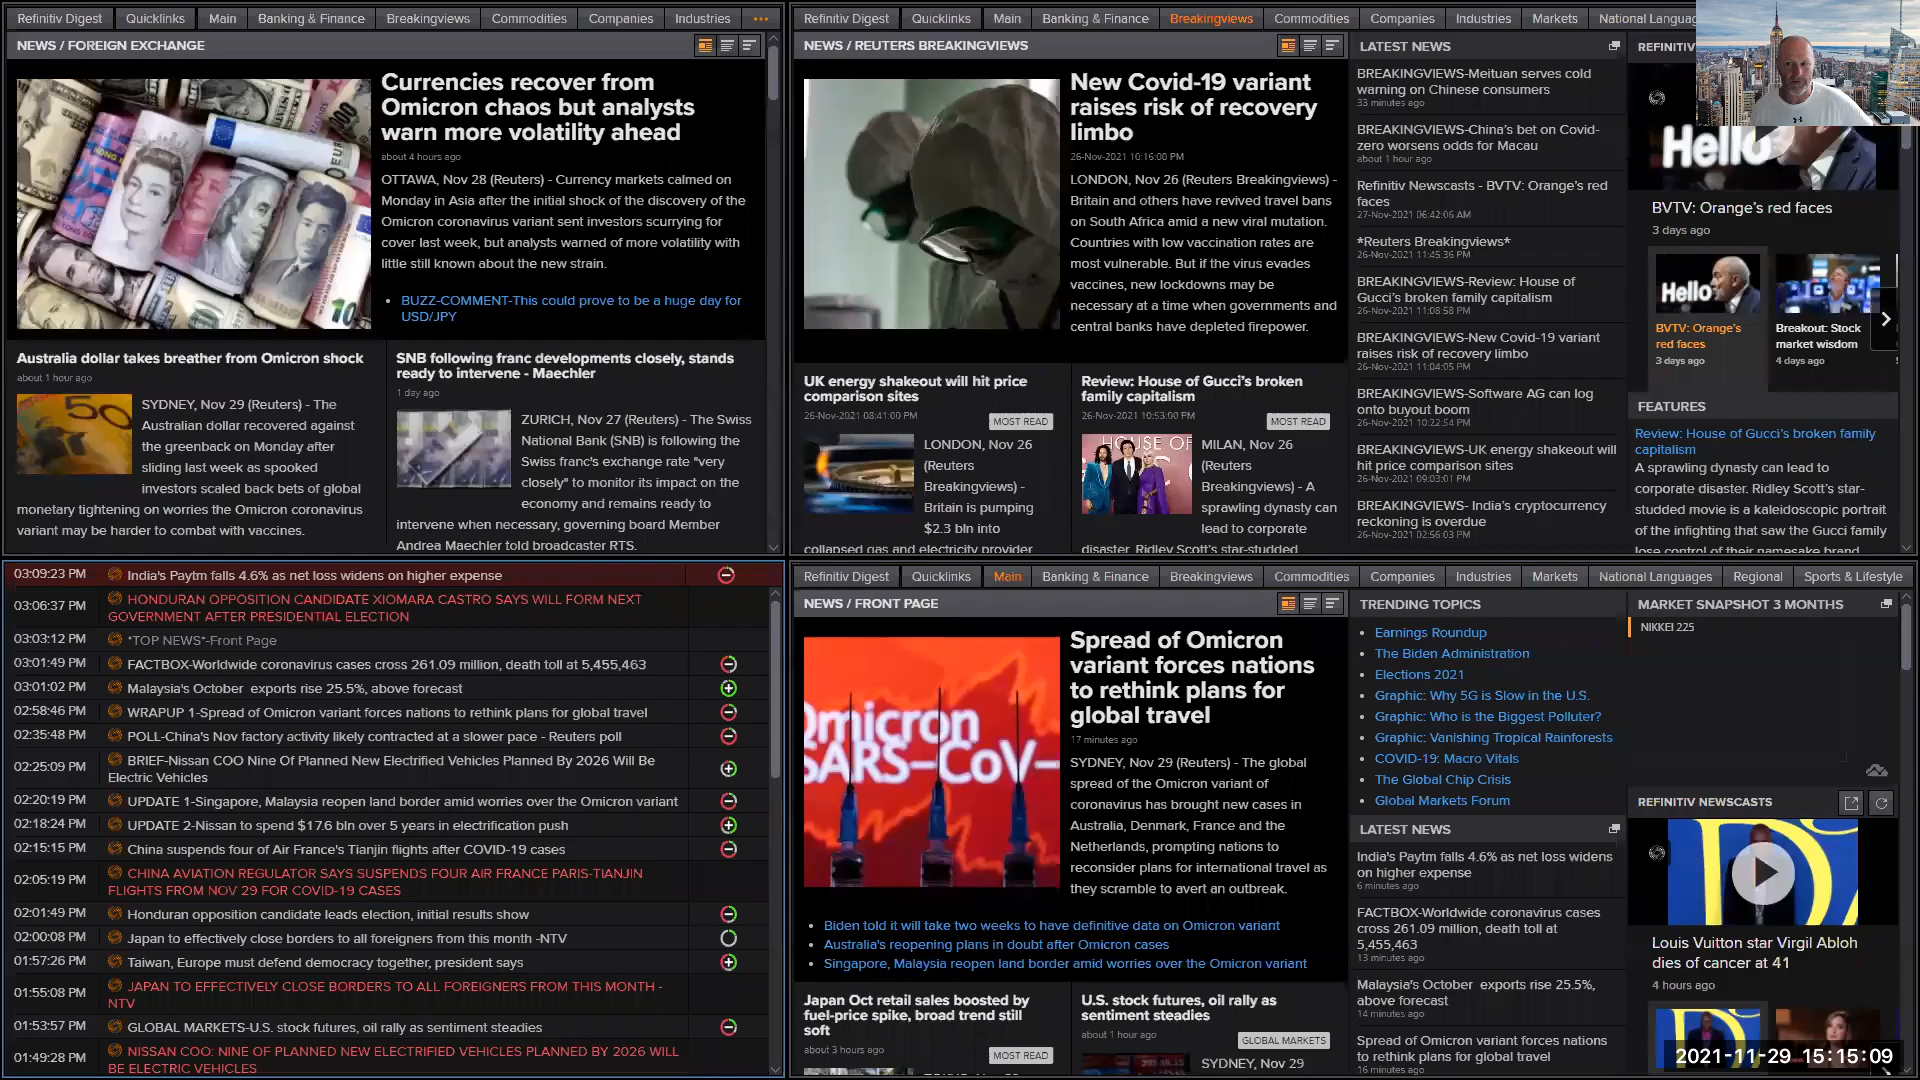 Refinitiv Digest Quicklinks Main Banking & Finance Breakingviews Commodities Companies Industries ...
NEWS / FOREIGN EXCHANGE
Currencies recover from
Omicron chaos but analysts
warn more volatility ahead
about 4 hours ago
OTTAWA, Nov 28 (Reuters) - Currency markets calmed on
Monday in Asia after the initial shock of the discovery of the
Omicron coronavirus variant sent investors scurrying for
cover last week, but analysts warned of more volatility with
little still known about the new strain.
• BUZZ-COMMENT-This could prove to be a huge day for
USD/JPY
Australia dollar takes breather from Omicron shock
about 1 hour ago
50
SYDNEY, Nov 29 (Reuters) - The
Australian dollar recovered against
the greenback on Monday after
sliding last week as spooked
investors scaled back bets of global
monetary tightening on worries the Omicron coronavirus
variant may be harder to combat with vaccines.
SNB following franc developments closely, stands
ready to intervene - Maechler
1 day ago
ZURICH, Nov 27 (Reuters) - The Swiss
National Bank (SNB) is following the
Swiss franc's exchange rate "very
closely" to monitor its impact on the
economy and remains ready to
intervene when necessary, governing board Member
Andrea Maechler told broadcaster RTS.
Refinitiv Digest Quicklinks Main Banking & Finance Breakingviews Commodities Companies Industries Markets National Languag
NEWS / REUTERS BREAKINGVIEWS
New Covid-19 variant
raises risk of recovery
limbo
26-Nov-2021 10:16:00 PM
LONDON, Nov 26 (Reuters Breakingviews) -
Britain and others have revived travel bans
on South Africa amid a new viral mutation.
Countries with low vaccination rates are
most vulnerable. But if the virus evades
vaccines, new lockdowns may be
necessary at a time when governments and
central banks have depleted firepower.
UK energy shakeout will hit price
comparison sites
26-Nov-2021 08:41:00 PM
MOST READ
LONDON, Nov 26
(Reuters
Breakingviews) -
Britain is pumping
$2.3 bln into
collapsed gas and electricity provider
Review: House of Gucci's broken
family capitalism
26-Nov-2021 10:53:00 PM
MOST READ
HOUSE OF
MILAN, Nov 26
(Reuters
Breakingviews) - A
sprawling dynasty can
lead to corporate
disaster. Ridley Scott's star-studded
LATEST NEWS
BREAKINGVIEWS-Meituan serves cold
warning on Chinese consumers
33 minutes ago
BREAKINGVIEWS-China's bet on Covid-
zero worsens odds for Macau
about 1 hour ago
Refinitiv Newscasts - BVTV: Orange's red
faces
27-Nov-2021 06:42:06 AM
*Reuters Breakingviews*
26-Nov-2021 11:45:36 PM
BREAKINGVIEWS-Review: House of
Gucci's broken family capitalism
26-Nov-2021 11:08:58 PM
BREAKINGVIEWS-New Covid-19 variant
raises risk of recovery limbo
26-Nov-2021 11:04:05 PM
BREAKINGVIEWS-Software AG can log
onto buyout boom
26-Nov-2021 10:22:54 PM
BREAKINGVIEWS-UK energy shakeout will
hit price comparison sites
26-Nov-2021 09:03:01 PM
BREAKINGVIEWS- India's cryptocurrency
reckoning is overdue
26-Nov-2021 02:56:03 PM
REFINITIV
Hello
BVTV: Orange's red faces
3 days ago
Hello
BVTV: Orange's
red faces
3 days ago
Breakout: Stock
market wisdom
4 days ago
FEATURES
Review: House of Gucci's broken family
capitalism
A sprawling dynasty can lead to
corporate disaster. Ridley Scott's star-
studded movie is a kaleidoscopic portrait
of the infighting that saw the Gucci family
lose control of their namesake brand
03:09:23 PM India's Paytm falls 4.6% as net loss widens on higher expense
03:06:37 PM HONDURAN OPPOSITION CANDIDATE XIOMARA CASTRO SAYS WILL FORM NEXT
GOVERNMENT AFTER PRESIDENTIAL ELECTION
03:03:12 PM *TOP NEWS*-Front Page
03:01:49 PM FACTBOX-Worldwide coronavirus cases cross 261.09 million, death toll at 5,455,463
03:01:02 PM Malaysia's October exports rise 25.5%, above forecast
02:58:46 PM WRAPUP 1-Spread of Omicron variant forces nations to rethink plans for global travel
02:35:48 PM POLL-China's Nov factory activity likely contracted at a slower pace - Reuters poll
02:25:09 PM BRIEF-Nissan COO Nine Of Planned New Electrified Vehicles Planned By 2026 Will Be
Electric Vehicles
02:20:19 PM UPDATE 1-Singapore, Malaysia reopen land border amid worries over the Omicron variant
02:18:24 PM UPDATE 2-Nissan to spend $17.6 bln over 5 years in electrification push
02:15:15 PM China suspends four of Air France's Tianjin flights after COVID-19 cases
02:05:19 PM CHINA AVIATION REGULATOR SAYS SUSPENDS FOUR AIR FRANCE PARIS-TIANJIN
FLIGHTS FROM NOV 29 FOR COVID-19 CASES
02:01:49 PM Honduran opposition candidate leads election, initial results show
02:00:08 PM Japan to effectively close borders to all foreigners from this month -NTV
01:57:26 PM Taiwan, Europe must defend democracy together, president says
01:55:08 PM JAPAN TO EFFECTIVELY CLOSE BORDERS TO ALL FOREIGNERS FROM THIS MONTH -
NTV
01:53:57 PM GLOBAL MARKETS-U.S. stock futures, oil rally as sentiment steadies
01:49:28 PM NISSAN COO: NINE OF PLANNED NEW ELECTRIFIED VEHICLES PLANNED BY 2026 WILL
BE ELECTRIC VEHICLES
Refinitiv Digest Quicklinks Main Banking & Finance Breakingviews Commodities Companies Industries Markets National Languages Regional Sports & Lifestyle
NEWS / FRONT PAGE
Omicron
SARS-CoV-
Spread of Omicron
variant forces nations
to rethink plans for
global travel
17 minutes ago
SYDNEY, Nov 29 (Reuters) - The global
spread of the Omicron variant of
coronavirus has brought new cases in
Australia, Denmark, France and the
Netherlands, prompting nations to
reconsider plans for international travel as
they scramble to avert an outbreak.
• Biden told it will take two weeks to have definitive data on Omicron variant
• Australia's reopening plans in doubt after Omicron cases
• Singapore, Malaysia reopen land border amid worries over the Omicron variant
Japan Oct retail sales boosted by
fuel-price spike, broad trend still
soft
about 3 hours ago
MOST READ
U.S. stock futures, oil rally as
sentiment steadies
about 1 hour ago
GLOBAL MARKETS
SYDNEY, Nov 29
TRENDING TOPICS
• Earnings Roundup
• The Biden Administration
• Elections 2021
• Graphic: Why 5G is Slow in the U.S.
• Graphic: Who is the Biggest Polluter?
• Graphic: Vanishing Tropical Rainforests
• COVID-19: Macro Vitals
• The Global Chip Crisis
• Global Markets Forum
LATEST NEWS
India's Paytm falls 4.6% as net loss widens
on higher expense
6 minutes ago
FACTBOX-Worldwide coronavirus cases
cross 261.09 million, death toll at
5,455,463
13 minutes ago
Malaysia's October exports rise 25.5%,
above forecast
14 minutes ago
Spread of Omicron variant forces nations
to rethink plans for global travel
16 minutes ago
MARKET SNAPSHOT 3 MONTHS
NIKKEI 225
REFINITIV NEWSCASTS
Louis Vuitton star Virgil Abloh
dies of cancer at 41
4 hours ago
2021-11-29 15:15:09